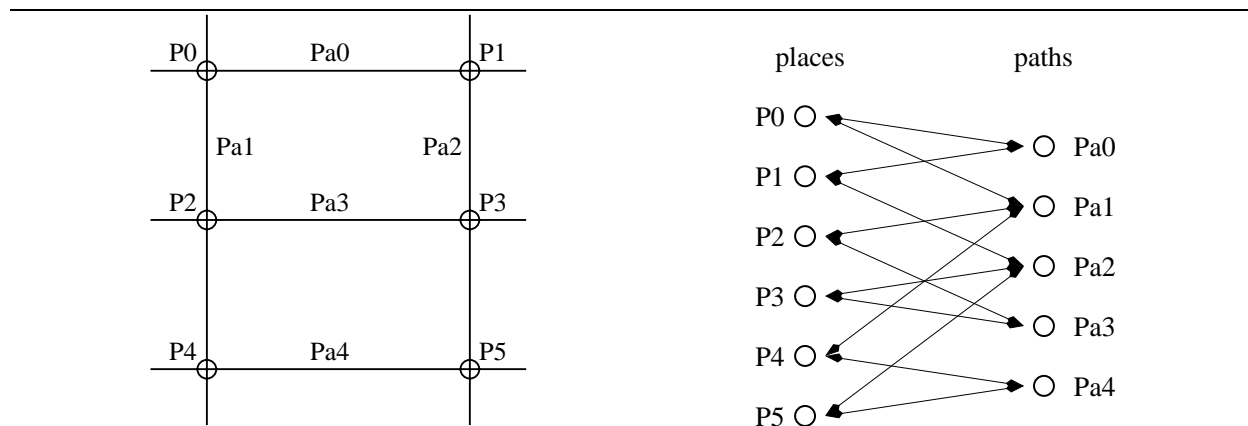 P0 Pa0 P1
Pa1 Pa2
P2 Pa3 P3
P4 Pa4 P5
places paths
P0
Pa0
P1
Pa1
P2
Pa2
P3
Pa3
P4
Pa4
P5